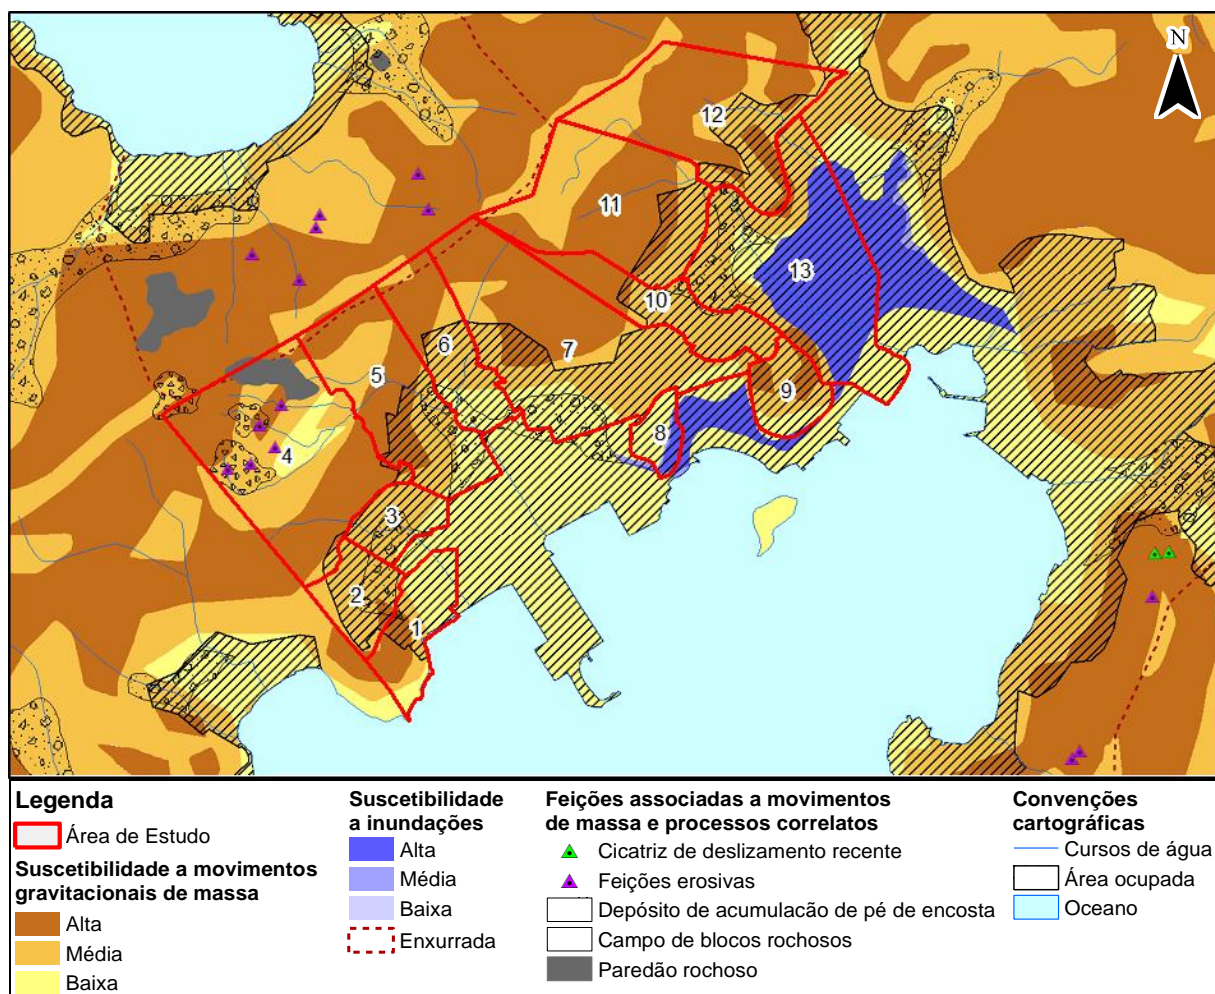 N
12
11
13
10
6
7
5
9
8
4
3
2
1
Legenda
Área de Estudo
Suscetibilidade a movimentos
gravitacionais de massa
Alta
Média
Baixa
Suscetibilidade
a inundações
Alta
Média
Baixa
Enxurrada
Feições associadas a movimentos
de massa e processos correlatos
Cicatriz de deslizamento recente
Feições erosivas
Depósito de acumulacão de pé de encosta
Campo de blocos rochosos
Paredão rochoso
Convenções
cartográficas
Cursos de água
Área ocupada
Oceano